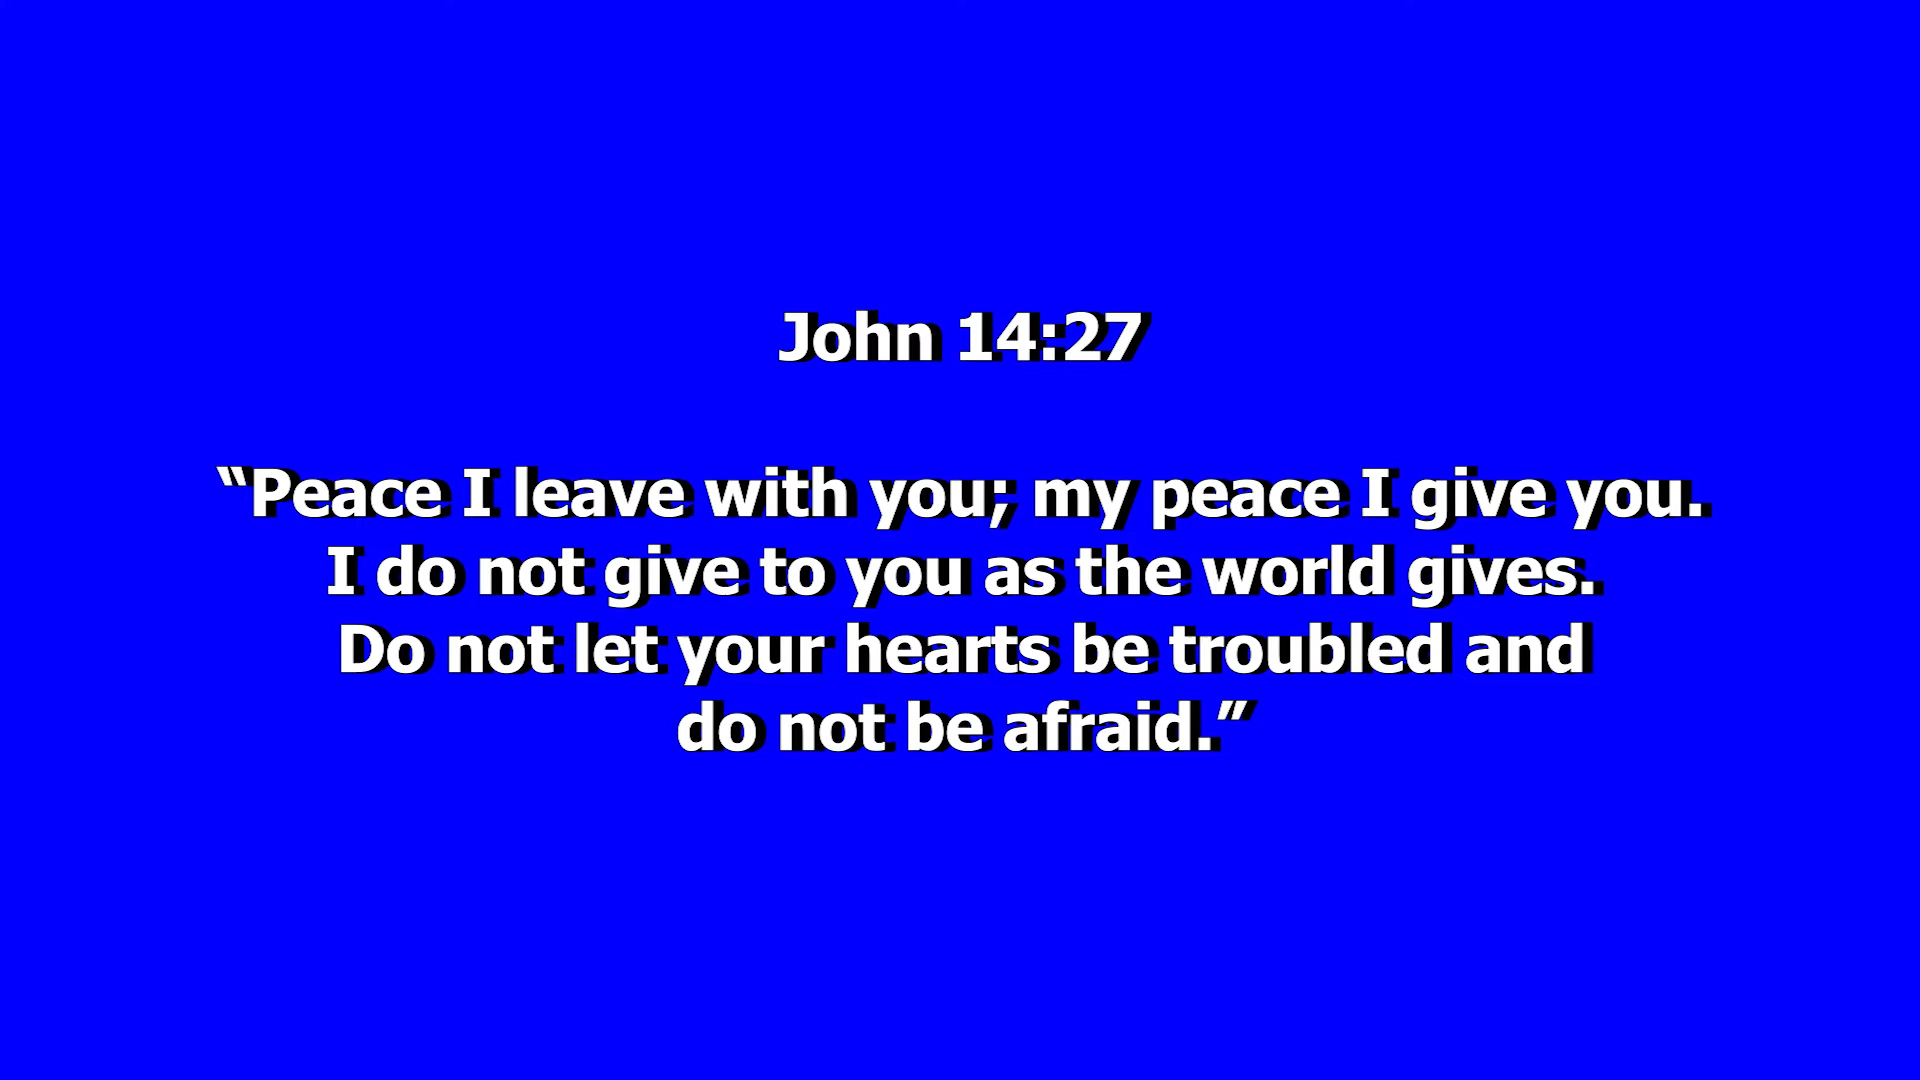 John 14:27
“Peace I leave with you; my peace I give you.
I do not give to you as the world gives.
Do not let your hearts be troubled and
do not be afraid.”